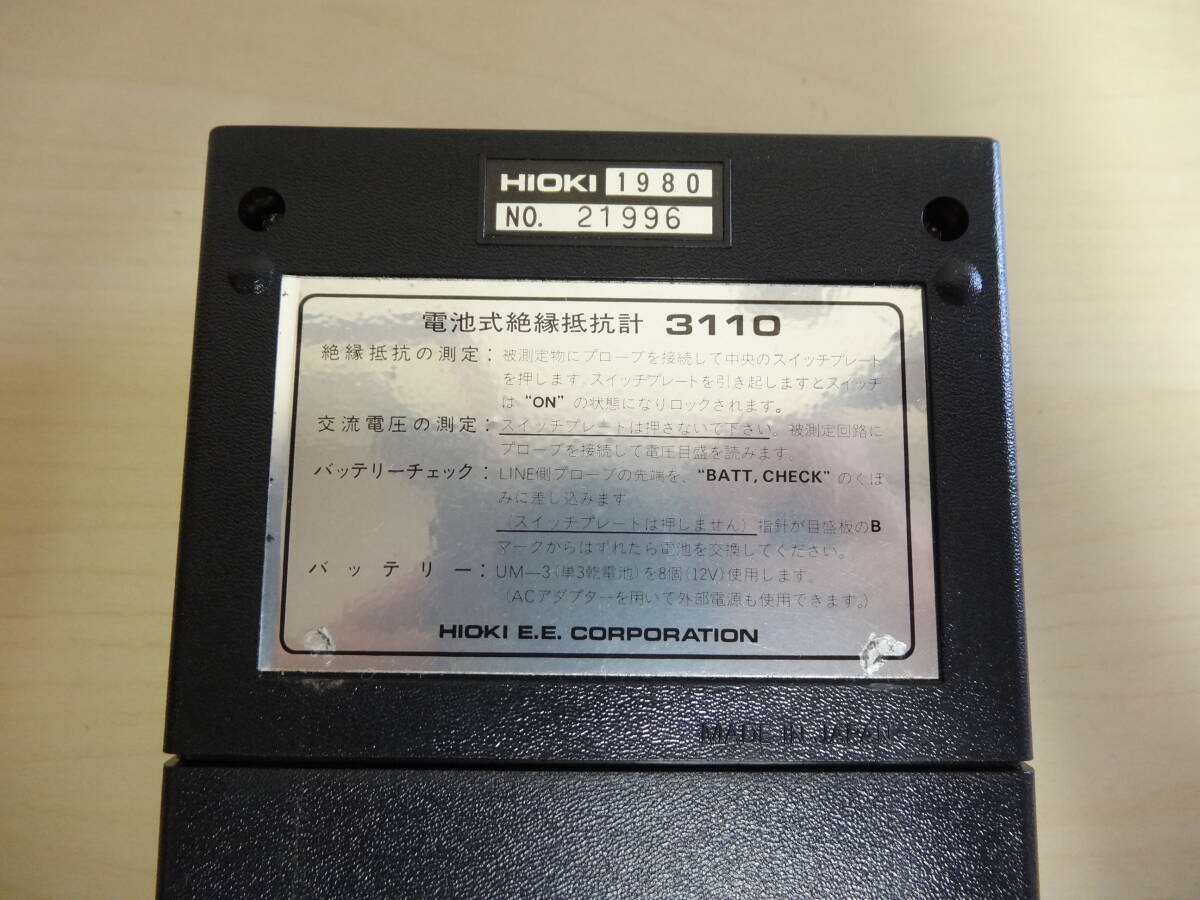 HIOKI 1980
NO. 21996
電池式絶縁抵抗計 3110
絶縁抵抗の測定： 被測定物にプローブを接続して中央のスイッチプレート
を押します．スイッチプレートを引き起しますとスイッチ
は "ON" の状態になりロックされます。
交流電圧の測定： スイッチプレートは押さないで下さい。被測定回路に
プローブを接続して電圧目盛を読みます。
バッテリーチェック： LINE側プローブの先端を、"BATT, CHECK" のくぼ
みに差し込みます
（スイッチプレートは押しません）指針が目盛板のB
マークからはずれたら電池を交換してください。
バッテリー： UM—3（単3乾電池）を8個（12V）使用します．
（ACアダプターを用いて外部電源も使用できます。）
HIOKI E.E. CORPORATION
MADE IN JAPAN